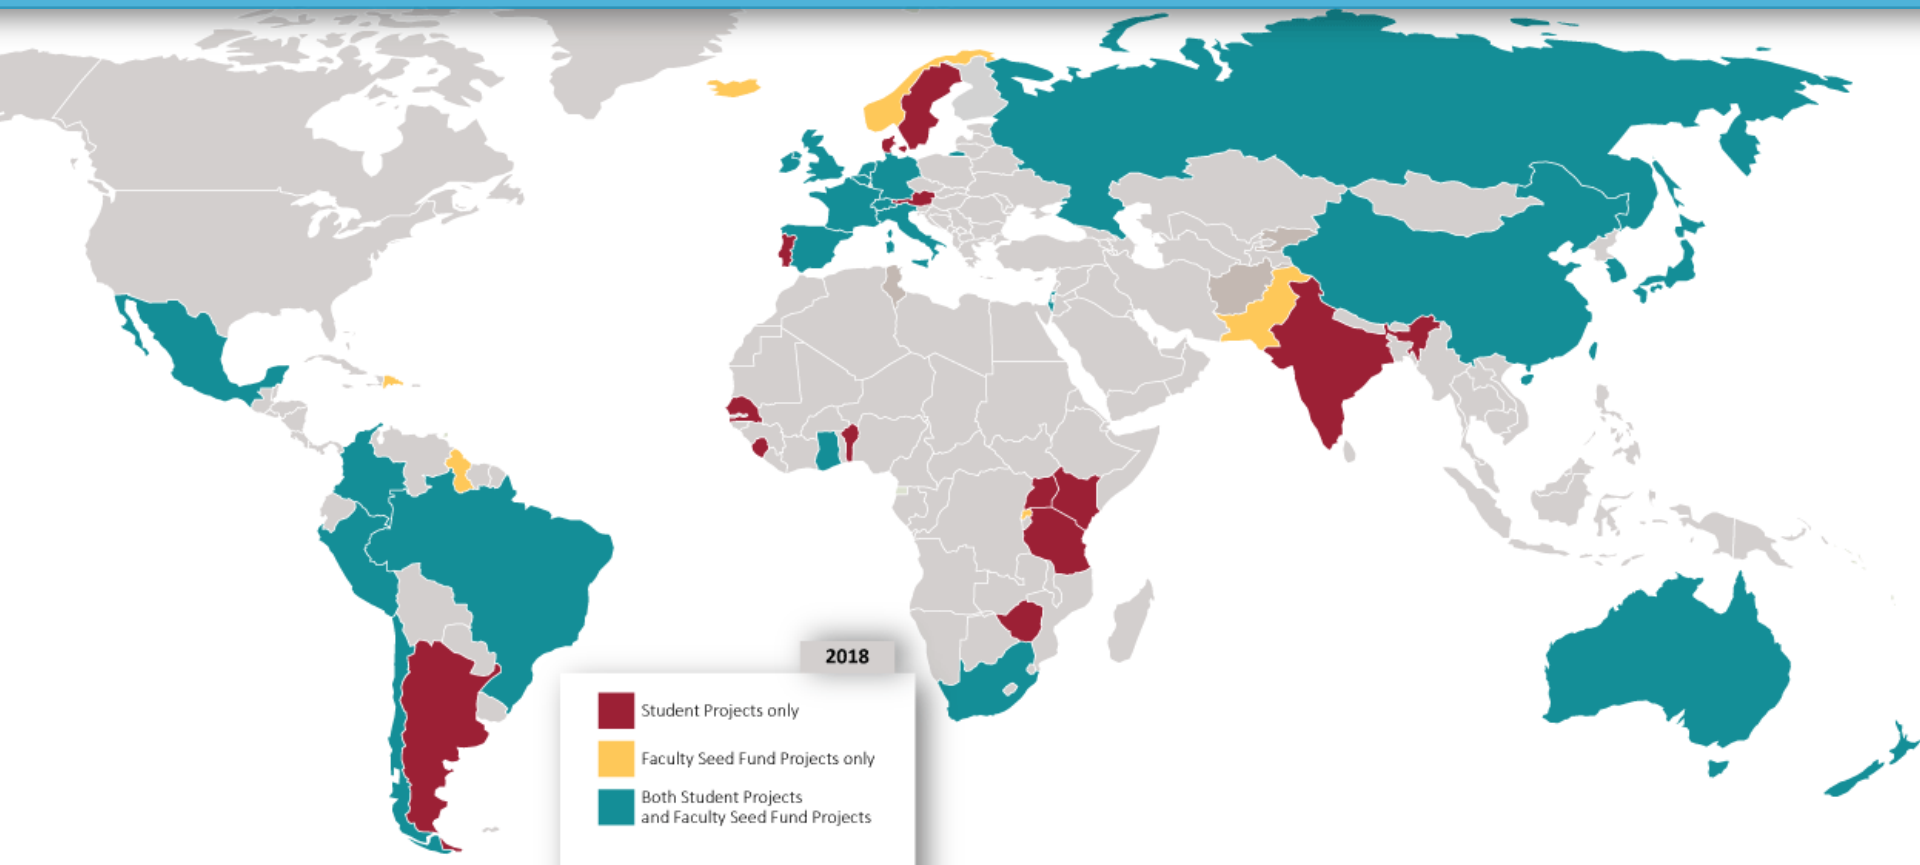 2018
Student Projects only
Faculty Seed Fund Projects only
Both Student Projects
and Faculty Seed Fund Projects